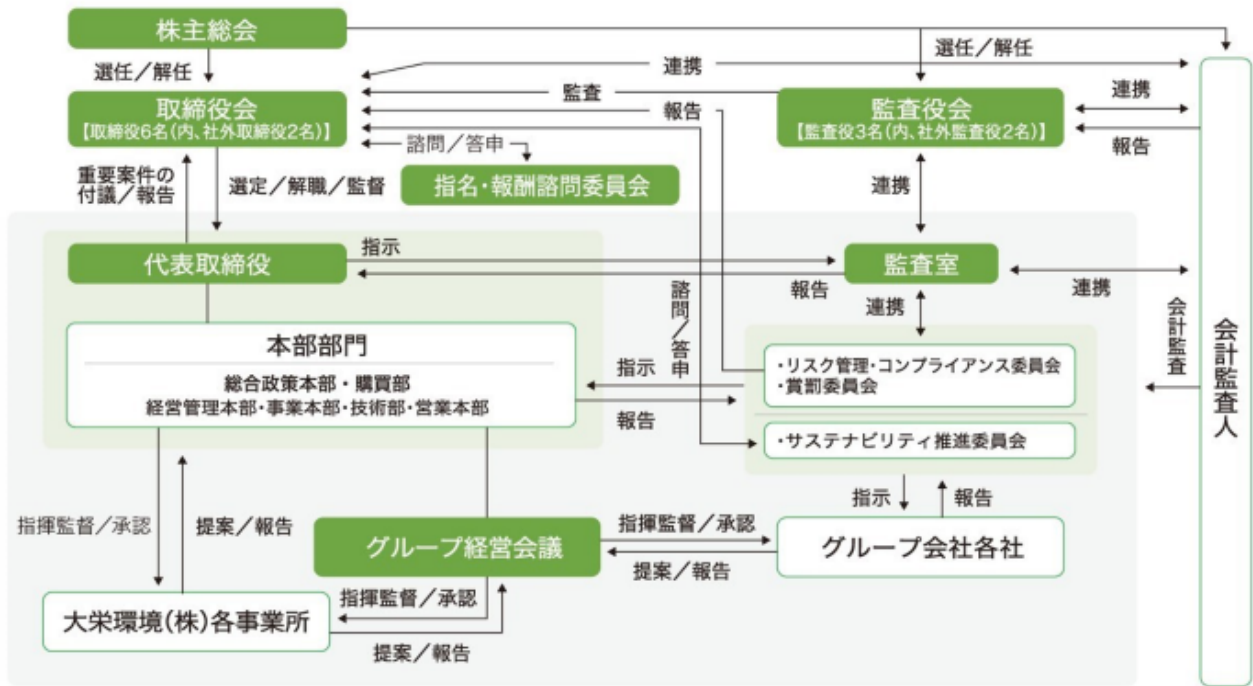 株主総会
選任／解任
選任／解任
連携
取締役会
【取締役6名(内、社外取締役2名)】
監査
報告
監査役会
【監査役3名(内、社外監査役2名)】
連携
報告
諮問／答申
指名・報酬諮問委員会
重要案件の
付議／報告
選定／解職／監督
連携
代表取締役
指示
報告
監査室
連携
連携
諮問／答申
会計監査
会計監査人
本部部門
総合政策本部・購買部
経営管理本部・事業本部・技術部・営業本部
指示
報告
・リスク管理・コンプライアンス委員会
・賞罰委員会
・サステナビリティ推進委員会
指示
報告
指揮監督／承認
提案／報告
グループ経営会議
指揮監督／承認
提案／報告
グループ会社各社
指揮監督／承認
提案／報告
大栄環境(株)各事業所